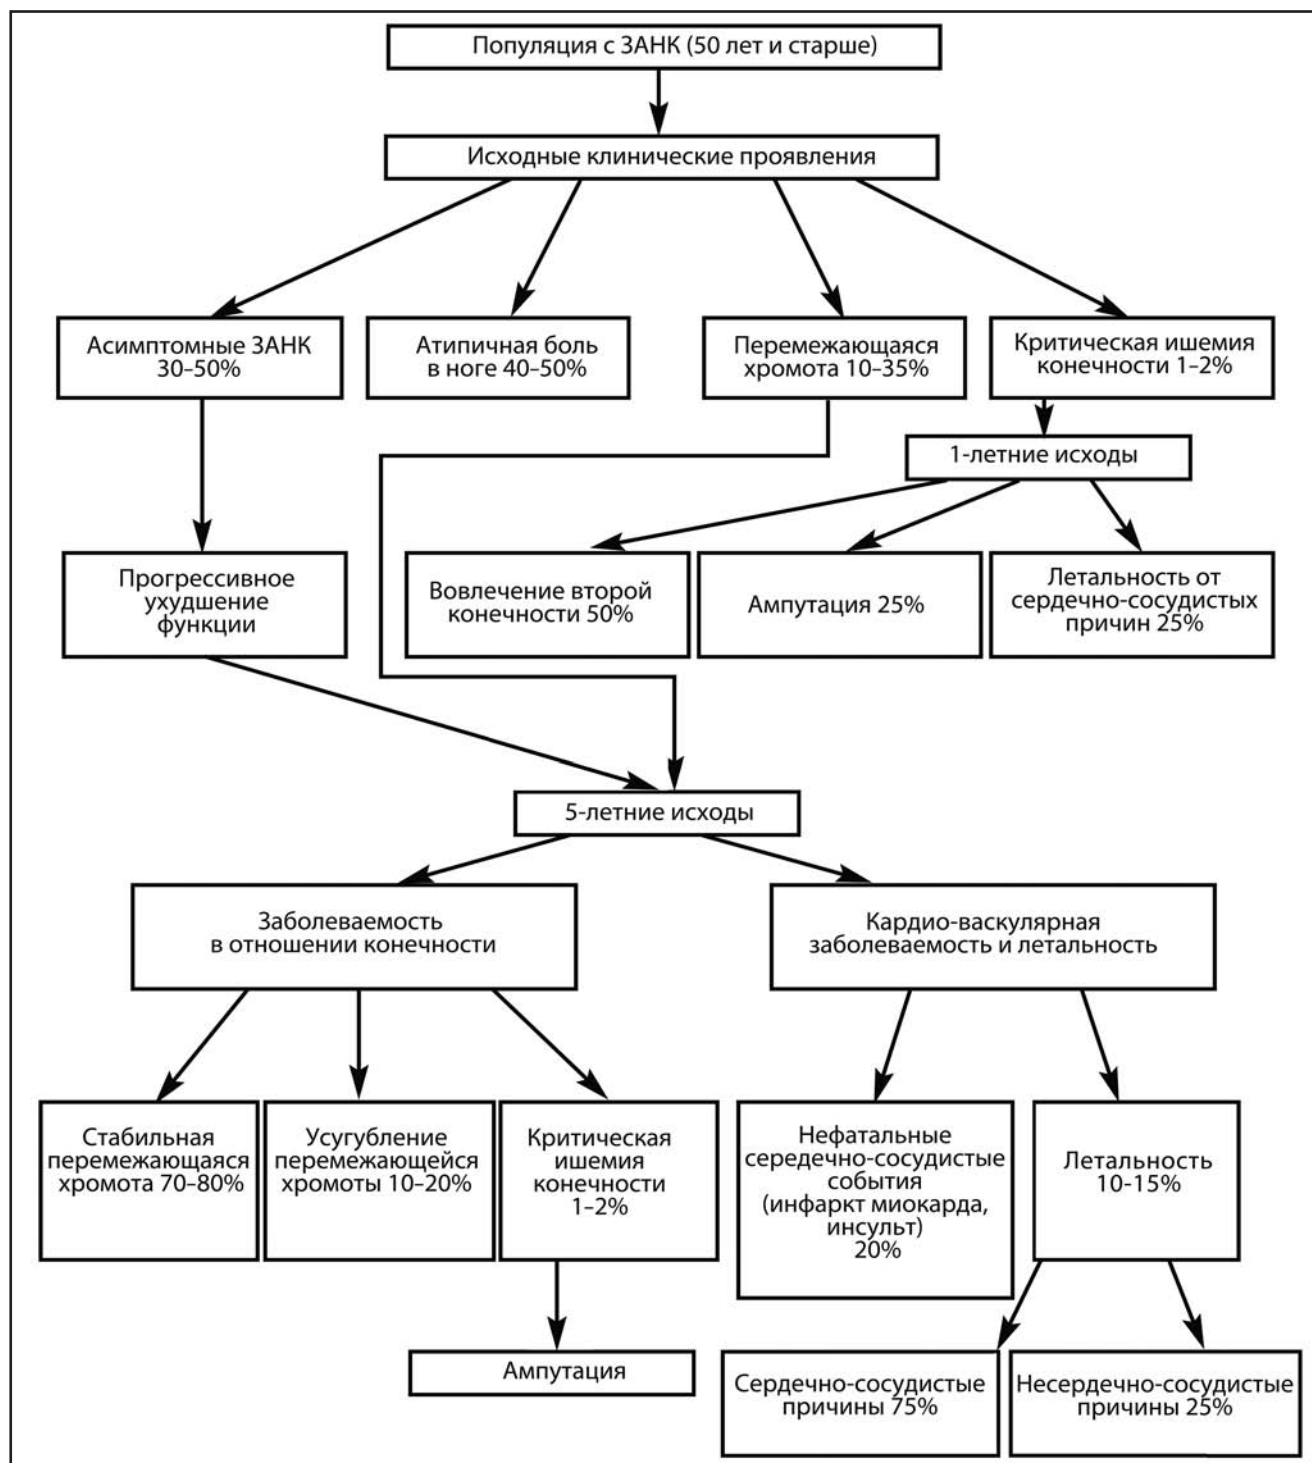 Популяция с ЗАНК (50 лет и старше)
Исходные клинические проявления
Асимптомные ЗАНК
30–50%
Атипичная боль
в ноге 40–50%
Перемежающаяся
хромота 10–35%
Критическая ишемия
конечности 1–2%
1-летние исходы
Прогрессивное
ухудшение
функции
Вовлечение второй
конечности 50%
Ампутация 25%
Летальность от
сердечно-сосудистых
причин 25%
5-летние исходы
Заболеваемость
в отношении конечности
Кардио-васкулярная
заболеваемость и летальность
Стабильная
перемежающаяся
хромота 70–80%
Усугубление
перемежающейся
хромоты 10–20%
Критическая
ишемия
конечности
1–2%
Нефатальные
середечно-сосудистые
события
(инфаркт миокарда,
инсульт)
20%
Летальность
10-15%
Ампутация
Сердечно-сосудистые
причины 75%
Несердечно-сосудистые
причины 25%